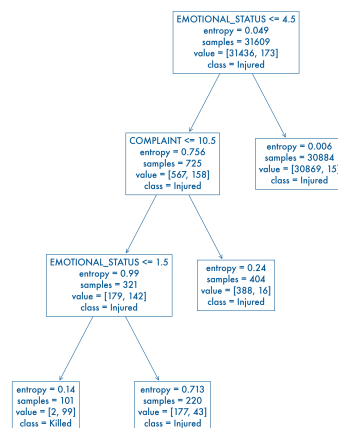 EMOTIONAL_STATUS <= 4.5
entropy = 0.049
samples = 31609
value = [31436, 173]
class = Injured
COMPLAINT <= 10.5
entropy = 0.756
samples = 725
value = [567, 158]
class = Injured
entropy = 0.006
samples = 30884
value = [30869, 15]
class = Injured
EMOTIONAL_STATUS <= 1.5
entropy = 0.99
samples = 321
value = [179, 142]
class = Injured
entropy = 0.24
samples = 404
value = [388, 16]
class = Injured
entropy = 0.14
samples = 101
value = [2, 99]
class = Killed
entropy = 0.713
samples = 220
value = [177, 43]
class = Injured